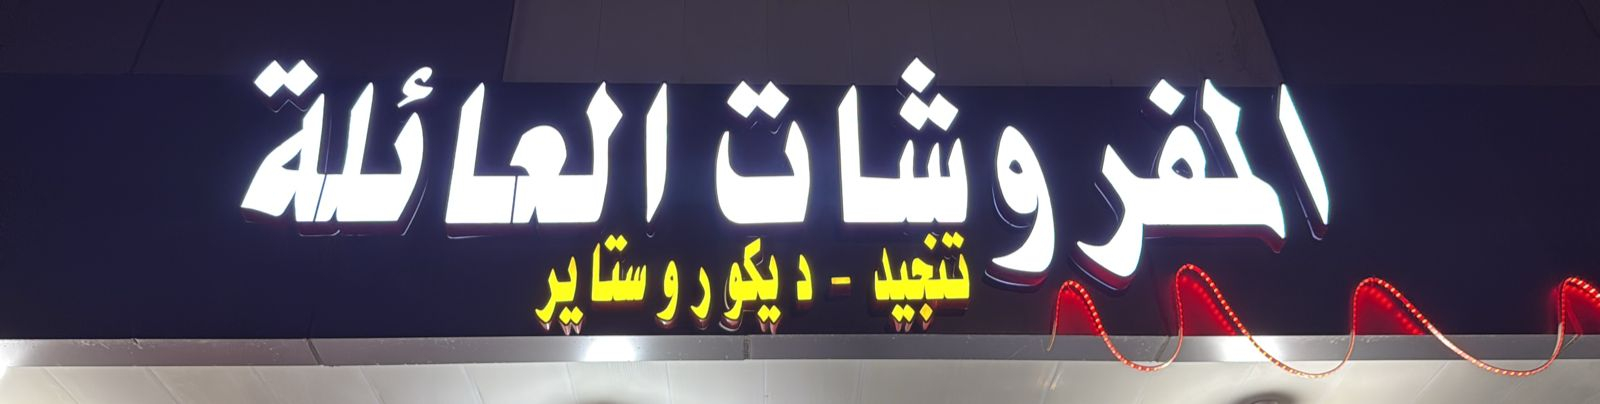 المفروشات العائلة
تنجيد - ديكور وستاير